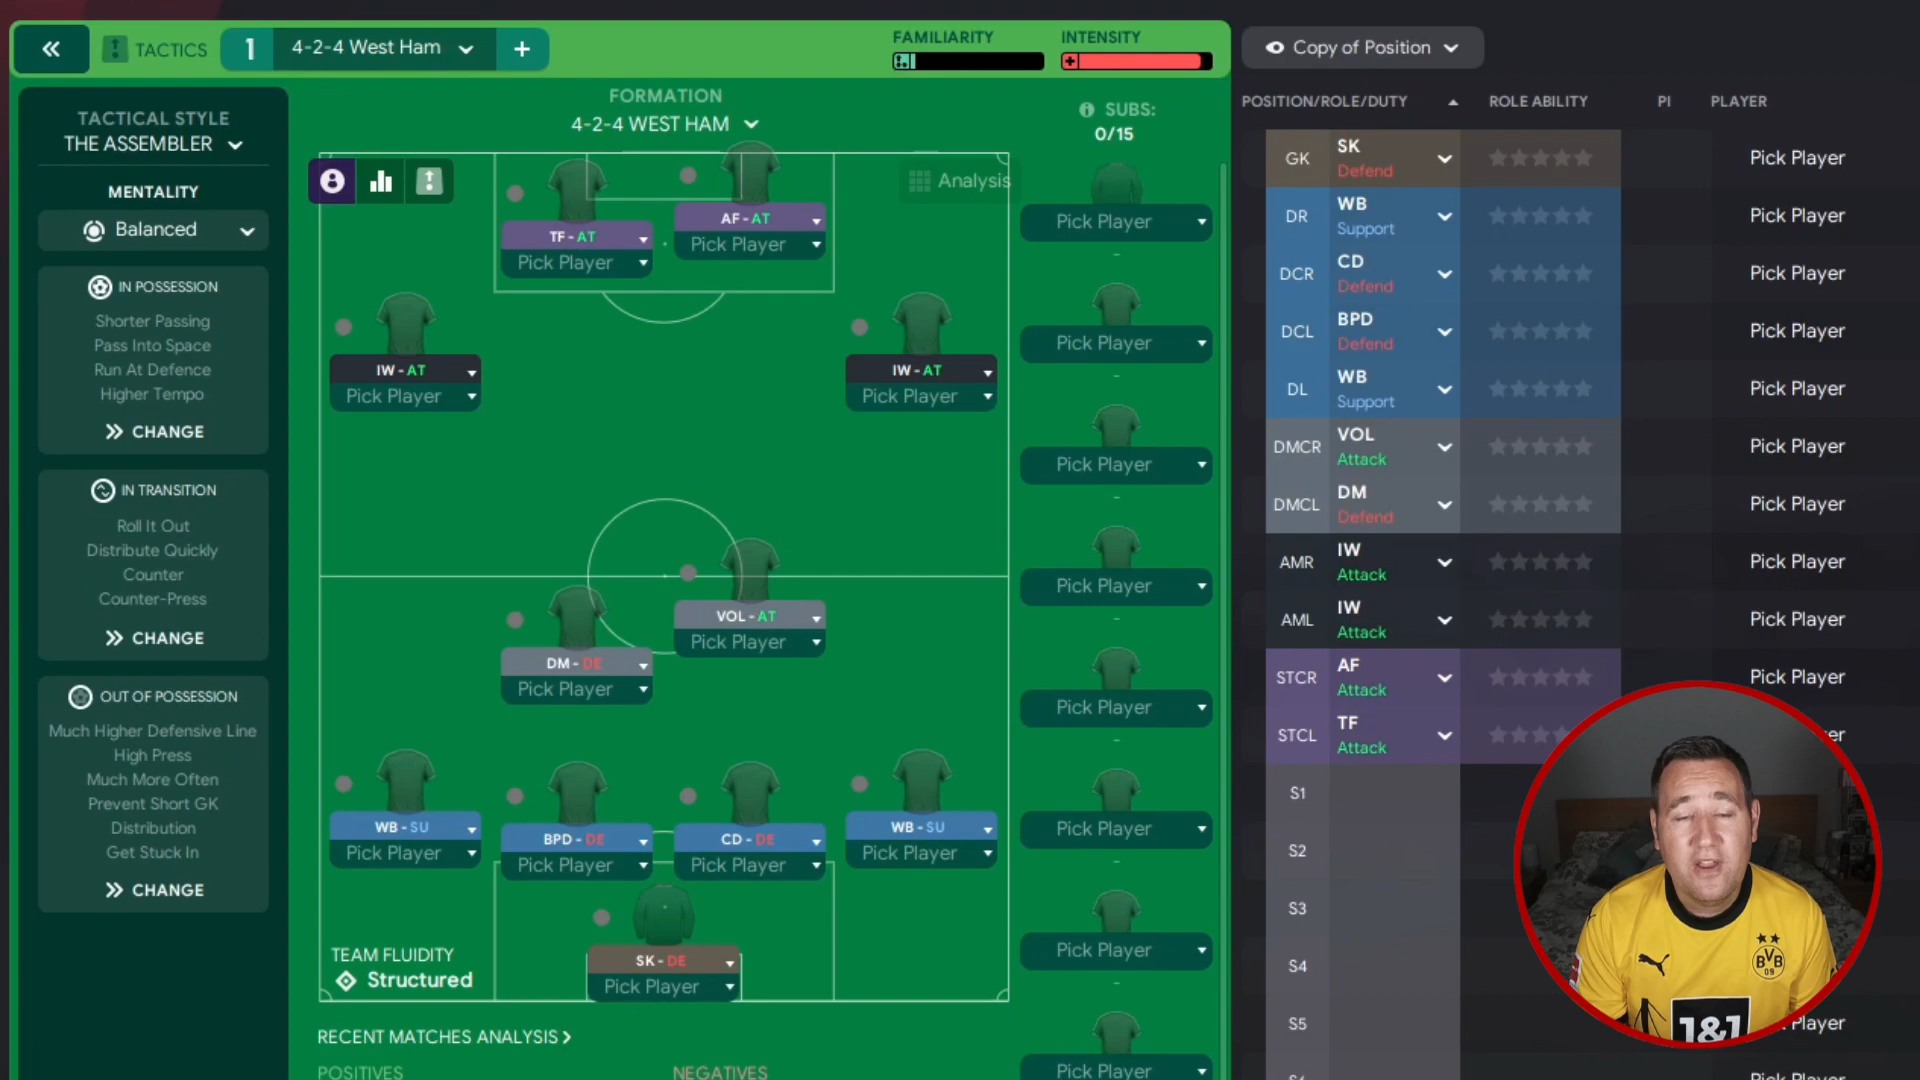 TACTICS
1
4-2-4 West Ham
+
FAMILIARITY
INTENSITY
Copy of Position
TACTICAL STYLE
THE ASSEMBLER
MENTALITY
Balanced
IN POSSESSION
Shorter Passing
Pass Into Space
Run At Defence
Higher Tempo
CHANGE
IN TRANSITION
Roll It Out
Distribute Quickly
Counter
Counter-Press
CHANGE
OUT OF POSSESSION
Much Higher Defensive Line
High Press
Much More Often
Prevent Short GK
Distribution
Get Stuck In
CHANGE
FORMATION
4-2-4 WEST HAM
Analysis
TF - AT
Pick Player
AF - AT
Pick Player
IW - AT
Pick Player
IW - AT
Pick Player
VOL - AT
Pick Player
DM - DE
Pick Player
WB - SU
Pick Player
BPD - DE
Pick Player
CD - DE
Pick Player
WB - SU
Pick Player
SK - DE
Pick Player
TEAM FLUIDITY
Structured
RECENT MATCHES ANALYSIS
POSITIVES
NEGATIVES
SUBS:
0/15
Pick Player
-
Pick Player
-
Pick Player
-
Pick Player
-
Pick Player
-
Pick Player
-
Pick Player
-
Pick Player
POSITION/ROLE/DUTY ROLE ABILITY PI PLAYER
GK SK Defend Pick Player
DR WB Support Pick Player
DCR CD Defend Pick Player
DCL BPD Defend Pick Player
DL WB Support Pick Player
DMCR VOL Attack Pick Player
DMCL DM Defend Pick Player
AMR IW Attack Pick Player
AML IW Attack Pick Player
STCR AF Attack Pick Player
STCL TF Attack
S1
S2
S3
S4
S5 Player
BVB
09
1&1